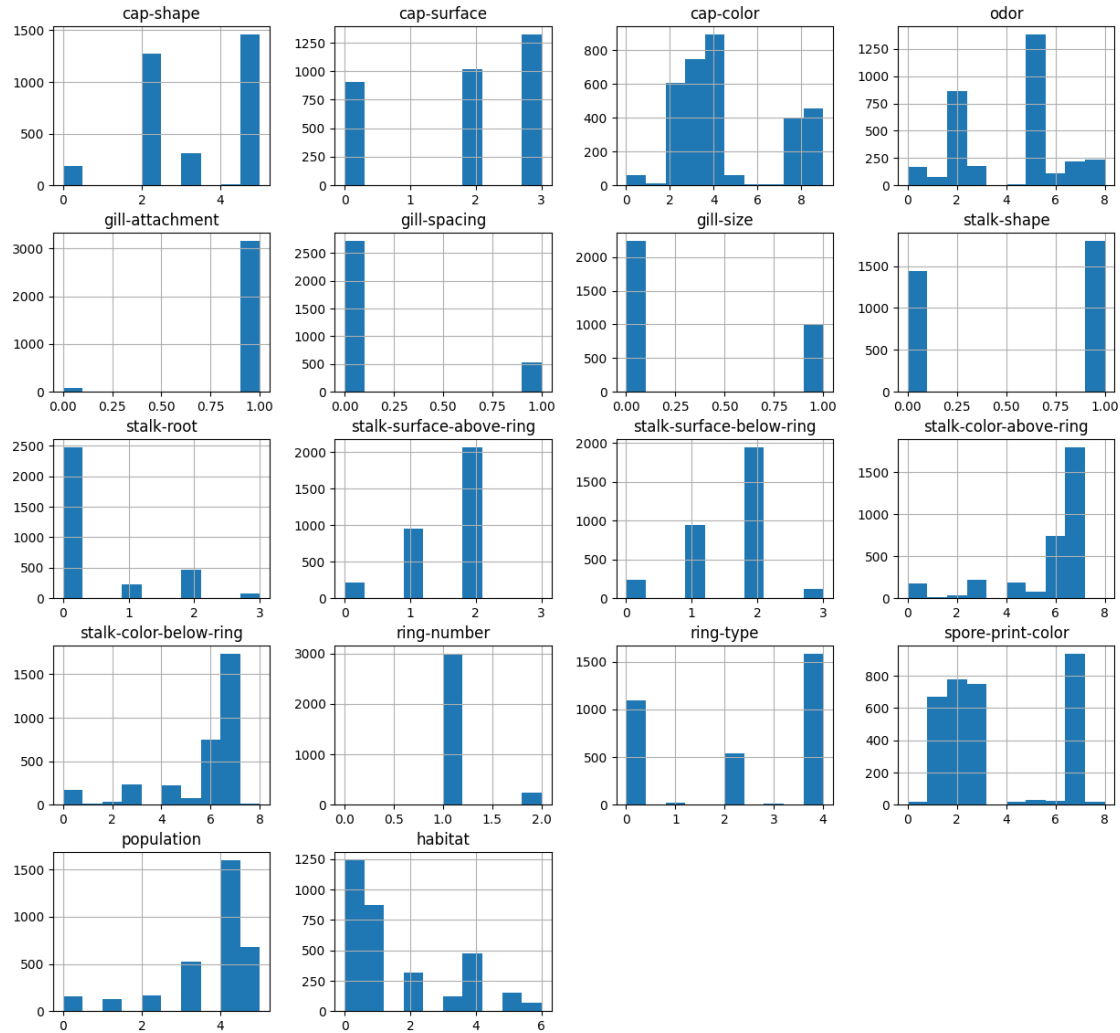 cap-shape cap-surface cap-color odor
1500 1250 800 1250
1000 1000 600 1000
500 750 400 750
0 500 200 500
250 0 250
0 0
0 2 4 0 1 2 3 0 2 4 6 8 0 2 4 6 8
gill-attachment gill-spacing gill-size stalk-shape
3000 2500 2000 1500
2000 2000 1500 1000
1000 1500 1000 500
0 1000 500 0
500 0
0
0.00 0.25 0.50 0.75 1.00 0.00 0.25 0.50 0.75 1.00 0.00 0.25 0.50 0.75 1.00 0.00 0.25 0.50 0.75 1.00
stalk-root stalk-surface-above-ring stalk-surface-below-ring stalk-color-above-ring
2500 2000 2000 1500
2000 1500 1500 1000
1500 1000 1000 500
1000 500 500 0
500 0 0
0
0 1 2 3 0 1 2 3 0 1 2 3 0 2 4 6 8
stalk-color-below-ring ring-number ring-type spore-print-color
2000 3000 1500 800
1500 2000 1000 600
1000 1000 500 400
500 0 0 200
0 0
0 2 4 6 8 0.0 0.5 1.0 1.5 2.0 0 1 2 3 4 0 2 4 6 8
population habitat
1500 1250
1000 1000
500 750
0 500
250
0
0 2 4 0 2 4 6